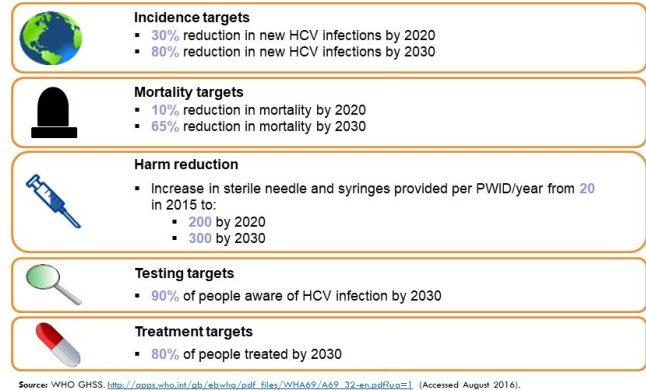 Incidence targets
▪ 30% reduction in new HCV infections by 2020
▪ 80% reduction in new HCV infections by 2030
Mortality targets
▪ 10% reduction in mortality by 2020
▪ 65% reduction in mortality by 2030
Harm reduction
▪ Increase in sterile needle and syringes provided per PWID/year from 20
in 2015 to:
▪ 200 by 2020
▪ 300 by 2030
Testing targets
▪ 90% of people aware of HCV infection by 2030
Treatment targets
▪ 80% of people treated by 2030
Source: WHO GHSS. http://apps.who.int/gb/ebwha/pdf_files/WHA69/A69_32-en.pdf?ua=1 (Accessed August 2016).